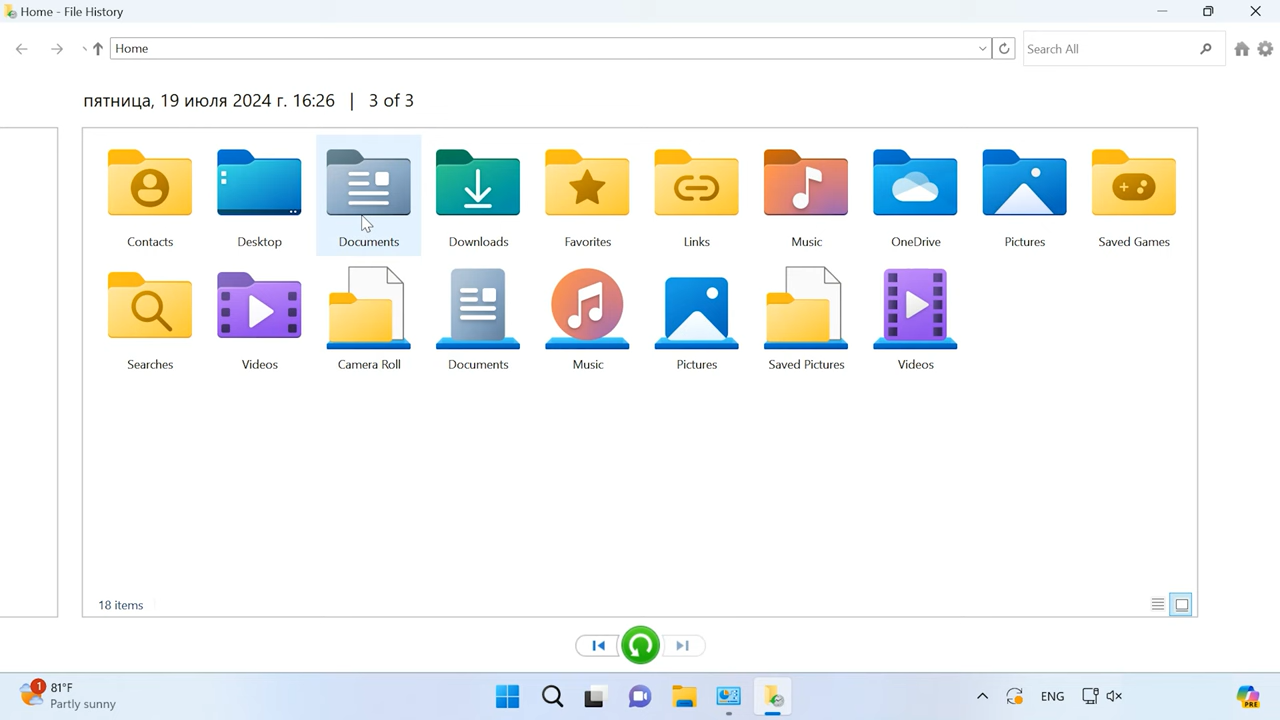 Home - File History
Home
Search All
пятница, 19 июля 2024 г. 16:26 | 3 of 3
Contacts Desktop Documents Downloads Favorites Links Music OneDrive Pictures Saved Games
Searches Videos Camera Roll Documents Music Pictures Saved Pictures Videos
18 items
1 81°F
Partly sunny
ENG
PRE